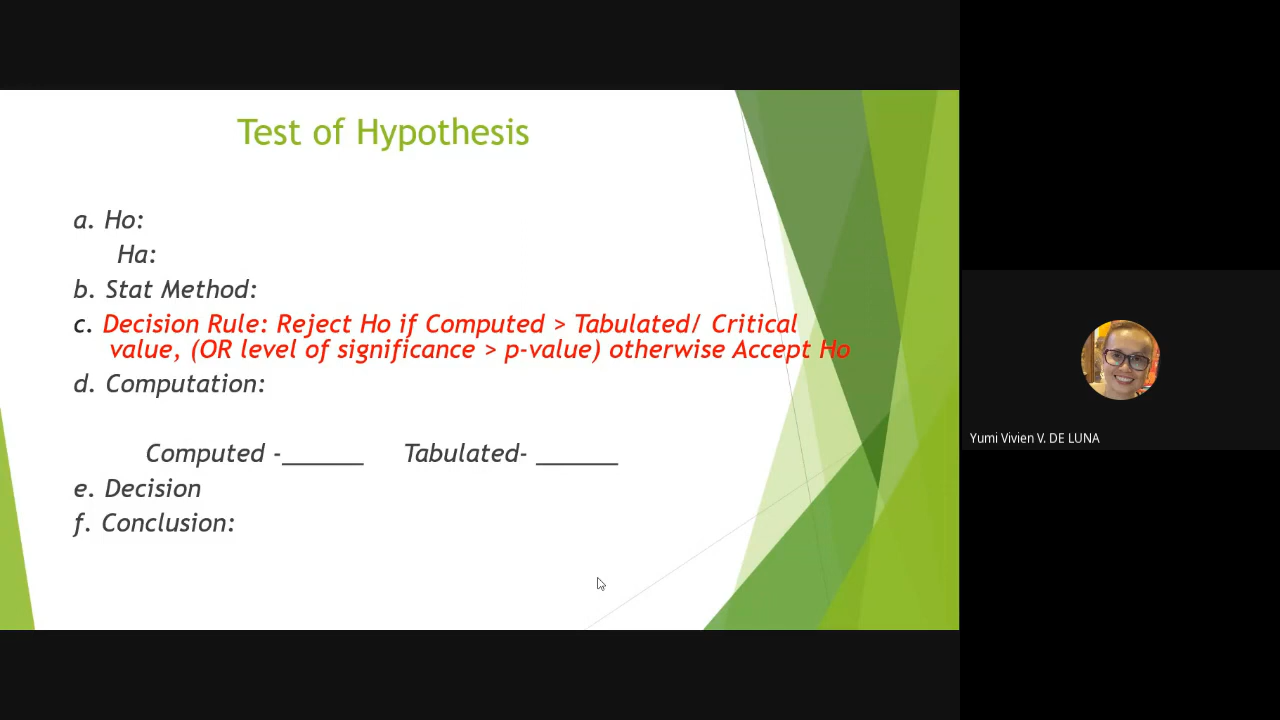 Test of Hypothesis
a. Ho:
Ha:
b. Stat Method:
c. Decision Rule: Reject Ho if Computed > Tabulated/ Critical
value, (OR level of significance > p-value) otherwise Accept Ho
d. Computation:
Computed -______ Tabulated- ______
e. Decision
f. Conclusion:
Yumi Vivien V. DE LUNA